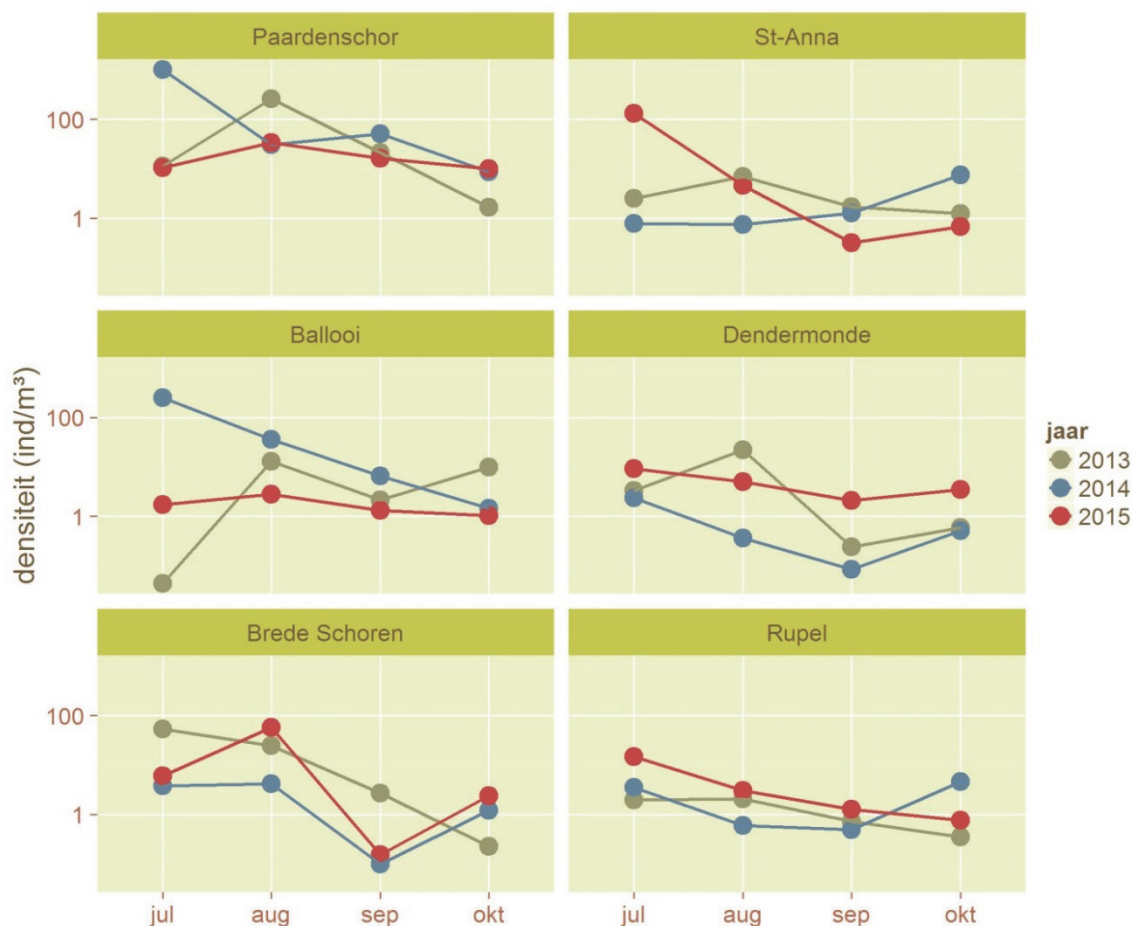 Paardenschor
St-Anna
100
1
Ballooi
Dendermonde
100
1
Brede Schoren
Rupel
100
1
jul aug sep okt
jul aug sep okt
densiteit (ind/m³)
jaar
2013
2014
2015